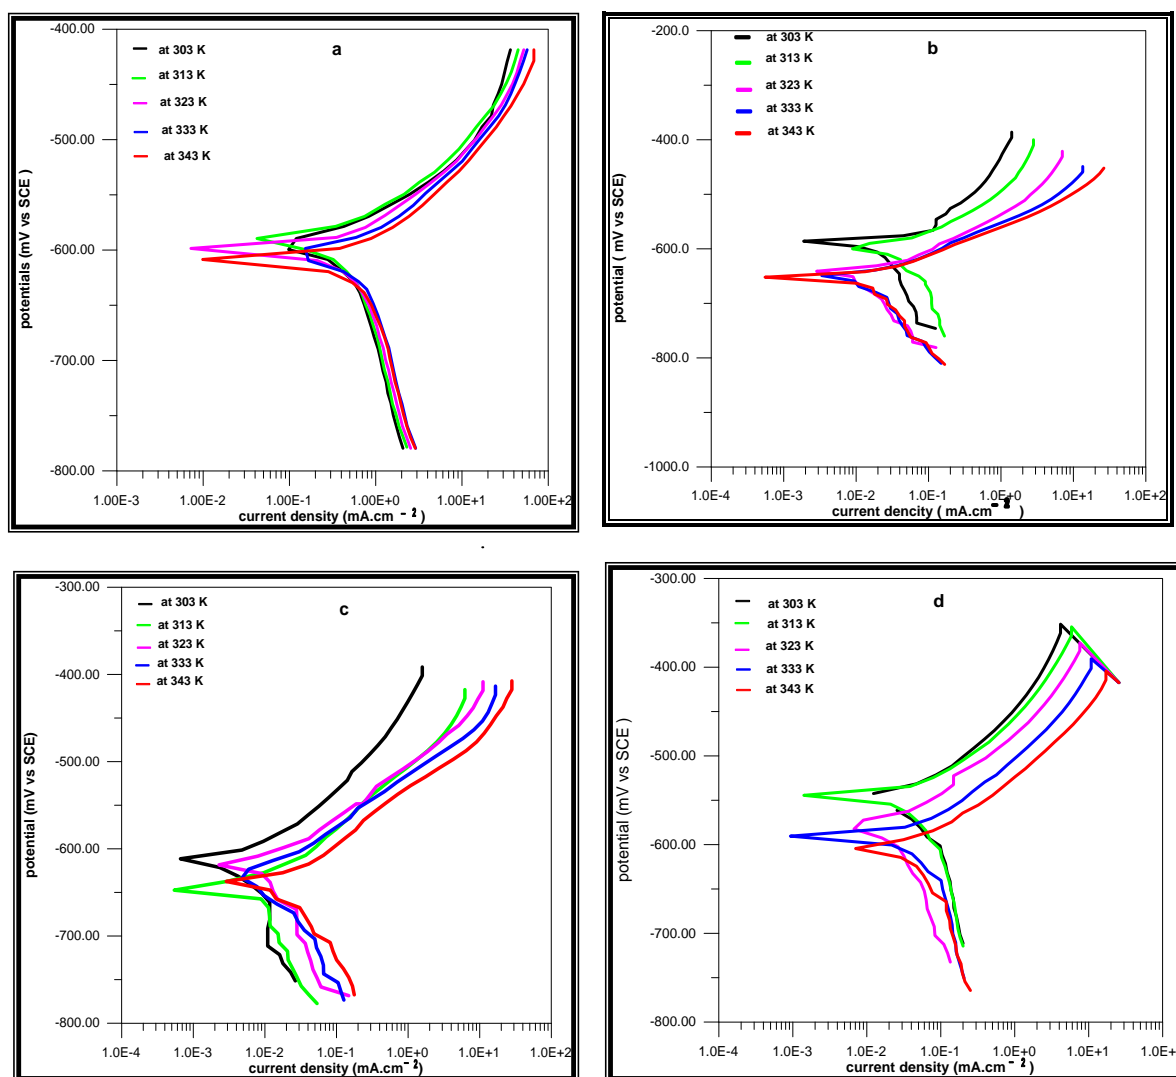 -400.00
a
at 303 K
at 313 K
at 323 K
at 333 K
at 343 K
-500.00
-600.00
-700.00
-800.00
potentials (mV vs SCE)
1.00E-3 1.00E-2 1.00E-1 1.00E+0 1.00E+1 1.00E+2
current density (mA.cm⁻²)
-200.0
b
at 303 K
at 313 K
at 323 K
at 333 K
at 343 K
-400.0
-600.0
-800.0
-1000.0
potential ( mV vs SCE)
1.0E-4 1.0E-3 1.0E-2 1.0E-1 1.0E+0 1.0E+1 1.0E+2
current dencity ( mA.cm⁻² )
-300.00
c
at 303 K
at 313 K
at 323 K
at 333 K
at 343 K
-400.00
-500.00
-600.00
-700.00
-800.00
potential (mV vs SCE)
1.0E-4 1.0E-3 1.0E-2 1.0E-1 1.0E+0 1.0E+1 1.0E+2
current density (mA.cm⁻²)
-300.00
d
at 303 K
at 313 K
at 323 K
at 333 K
at 343 K
-400.00
-500.00
-600.00
-700.00
-800.00
potential (mV vs SCE )
1.0E-4 1.0E-3 1.0E-2 1.0E-1 1.0E+0 1.0E+1 1.0E+
current density (mA.cm⁻²)